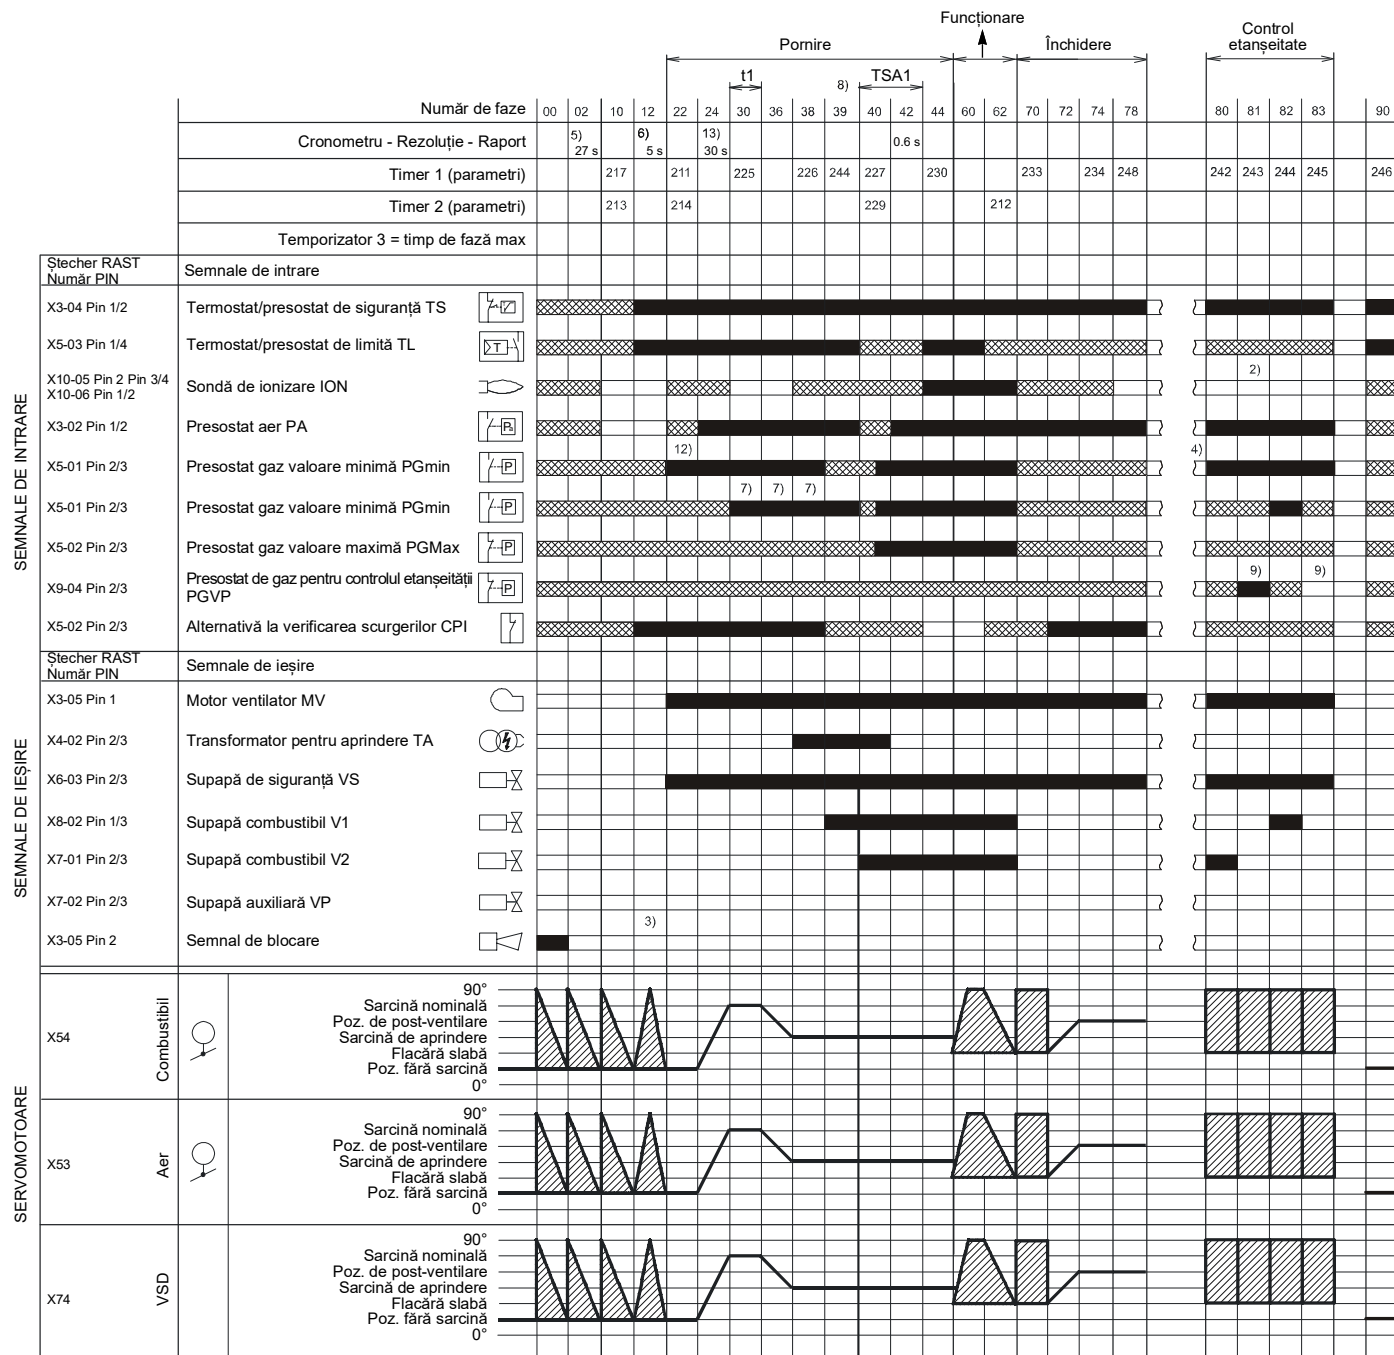 Funcționare
Pornire
Închidere
Control
etanșeitate
t1
8)
TSA1
Număr de faze 00 02 10 12 22 24 30 36 38 39 40 42 44 60 62 70 72 74 78 80 81 82 83 90
Cronometru - Rezoluție - Raport 5) 27 s 6) 5 s 13) 30 s 0.6 s
Timer 1 (parametri) 217 211 225 226 244 227 230 233 234 248 242 243 244 245 246
Timer 2 (parametri) 213 214 229 212
Temporizator 3 = timp de fază max
Ștecher RAST
Număr PIN
Semnale de intrare
SEMNALE DE INTRARE
X3-04 Pin 1/2 Termostat/presostat de siguranță TS
X5-03 Pin 1/4 Termostat/presostat de limită TL T
2)
X10-05 Pin 2 Pin 3/4
X10-06 Pin 1/2
Sondă de ionizare ION
X3-02 Pin 1/2 Presostat aer PA Pa
12) 4)
X5-01 Pin 2/3 Presostat gaz valoare minimă PGmin P
7) 7) 7)
X5-01 Pin 2/3 Presostat gaz valoare minimă PGmin P
X5-02 Pin 2/3 Presostat gaz valoare maximă PGMax P
9) 9)
X9-04 Pin 2/3 Presostat de gaz pentru controlul etanșeității
PGVP P
X5-02 Pin 2/3 Alternativă la verificarea scurgerilor CPI
Ștecher RAST
Număr PIN
Semnale de ieșire
SEMNALE DE IEȘIRE
X3-05 Pin 1 Motor ventilator MV
X4-02 Pin 2/3 Transformator pentru aprindere TA
X6-03 Pin 2/3 Supapă de siguranță VS
X8-02 Pin 1/3 Supapă combustibil V1
X7-01 Pin 2/3 Supapă combustibil V2
X7-02 Pin 2/3 Supapă auxiliară VP
3)
X3-05 Pin 2 Semnal de blocare
SERVOMOTOARE
X54
Combustibil
90°
Sarcină nominală
Poz. de post-ventilare
Sarcină de aprindere
Flacără slabă
Poz. fără sarcină
0°
X53
Aer
90°
Sarcină nominală
Poz. de post-ventilare
Sarcină de aprindere
Flacără slabă
Poz. fără sarcină
0°
X74
VSD
90°
Sarcină nominală
Poz. de post-ventilare
Sarcină de aprindere
Flacără slabă
Poz. fără sarcină
0°